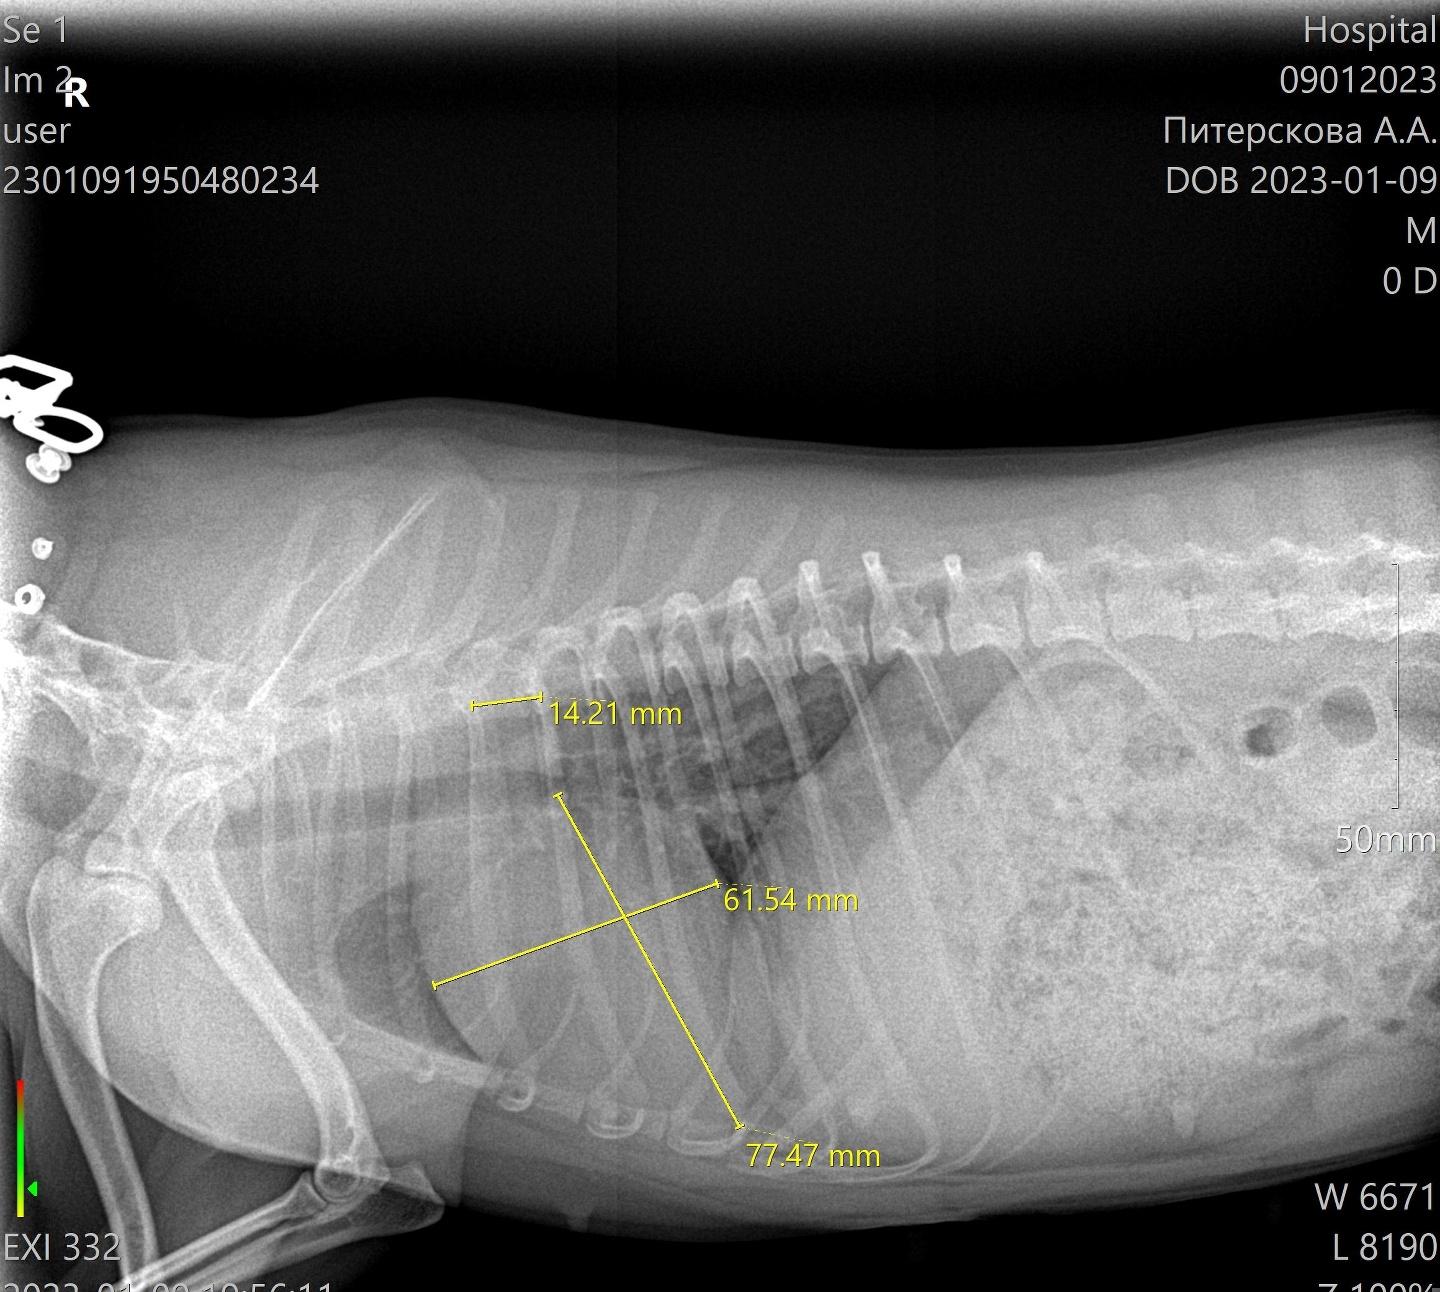 Se 1
Im 2
R
user
2301091950480234
Hospital
09012023
Питерскова А.А.
DOB 2023-01-09
M
0 D
14.21 mm
61.54 mm
77.47 mm
50mm
EXI 332
W 6671
L 8190